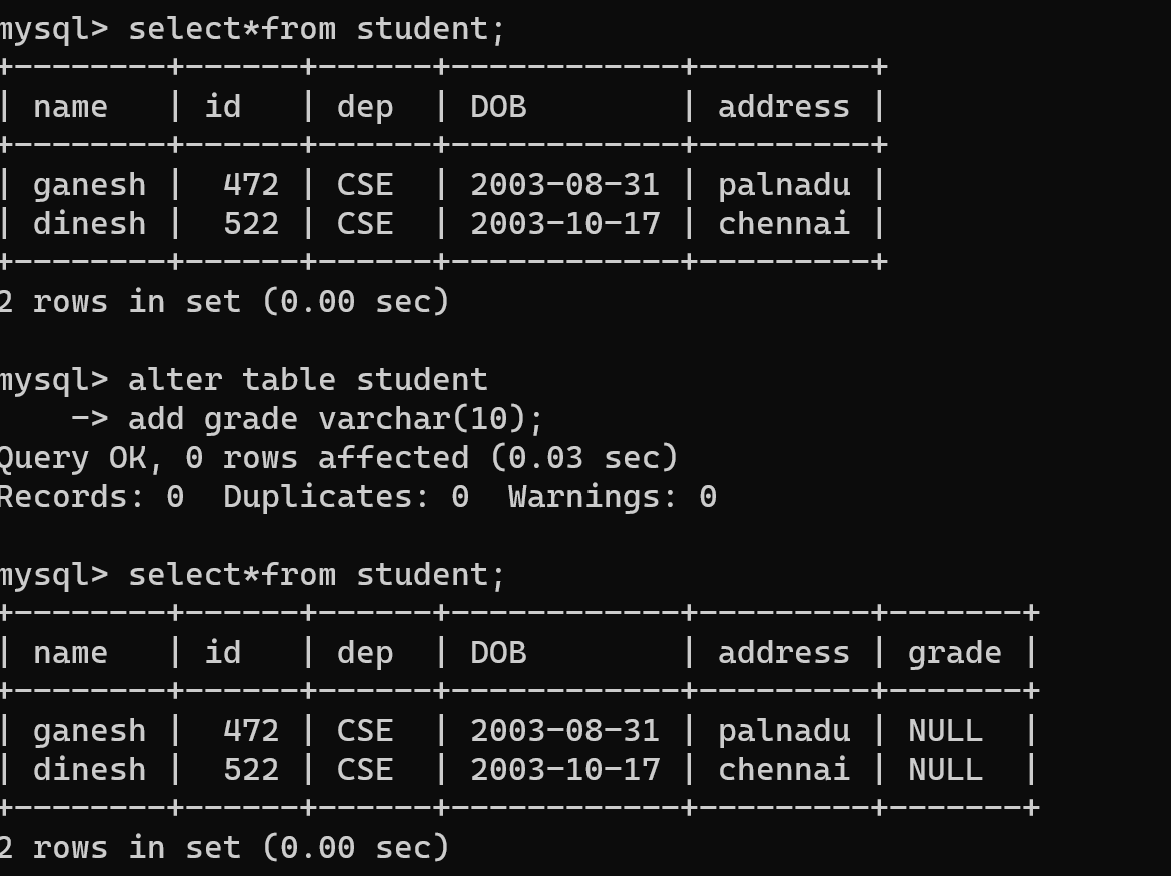 mysql> select*from student;
+--------+------+------+------------+---------+
| name   | id   | dep  | DOB        | address |
+--------+------+------+------------+---------+
| ganesh |  472 | CSE  | 2003-08-31 | palnadu |
| dinesh |  522 | CSE  | 2003-10-17 | chennai |
+--------+------+------+------------+---------+
2 rows in set (0.00 sec)

mysql> alter table student
    -> add grade varchar(10);
Query OK, 0 rows affected (0.03 sec)
Records: 0  Duplicates: 0  Warnings: 0

mysql> select*from student;
+--------+------+------+------------+---------+-------+
| name   | id   | dep  | DOB        | address | grade |
+--------+------+------+------------+---------+-------+
| ganesh |  472 | CSE  | 2003-08-31 | palnadu | NULL  |
| dinesh |  522 | CSE  | 2003-10-17 | chennai | NULL  |
+--------+------+------+------------+---------+-------+
2 rows in set (0.00 sec)